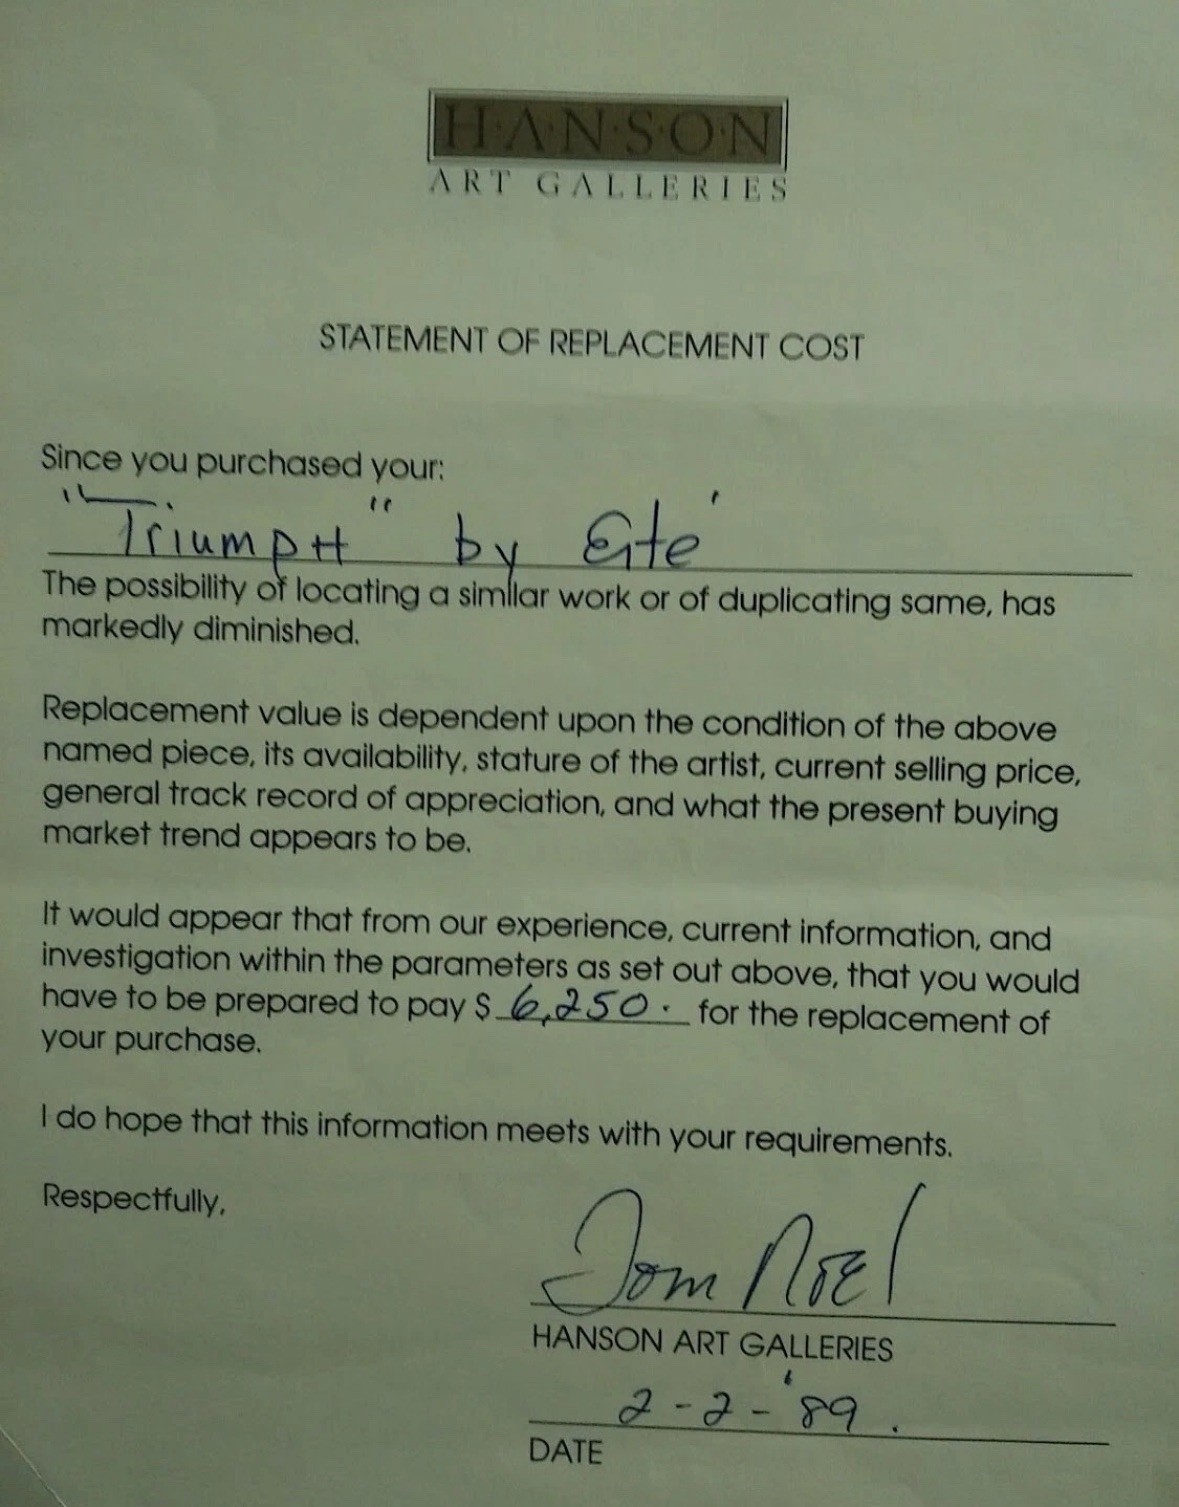 H·A·N·S·O·N
ART GALLERIES
STATEMENT OF REPLACEMENT COST
Since you purchased your:
"TriumpH" by Erté
The possibility of locating a similar work or of duplicating same, has
markedly diminished.
Replacement value is dependent upon the condition of the above
named piece, its availability, stature of the artist, current selling price,
general track record of appreciation, and what the present buying
market trend appears to be.
It would appear that from our experience, current information, and
investigation within the parameters as set out above, that you would
have to be prepared to pay $ 6,250. for the replacement of
your purchase.
I do hope that this information meets with your requirements.
Respectfully,
Tom Noel
HANSON ART GALLERIES
2-2-'89.
DATE